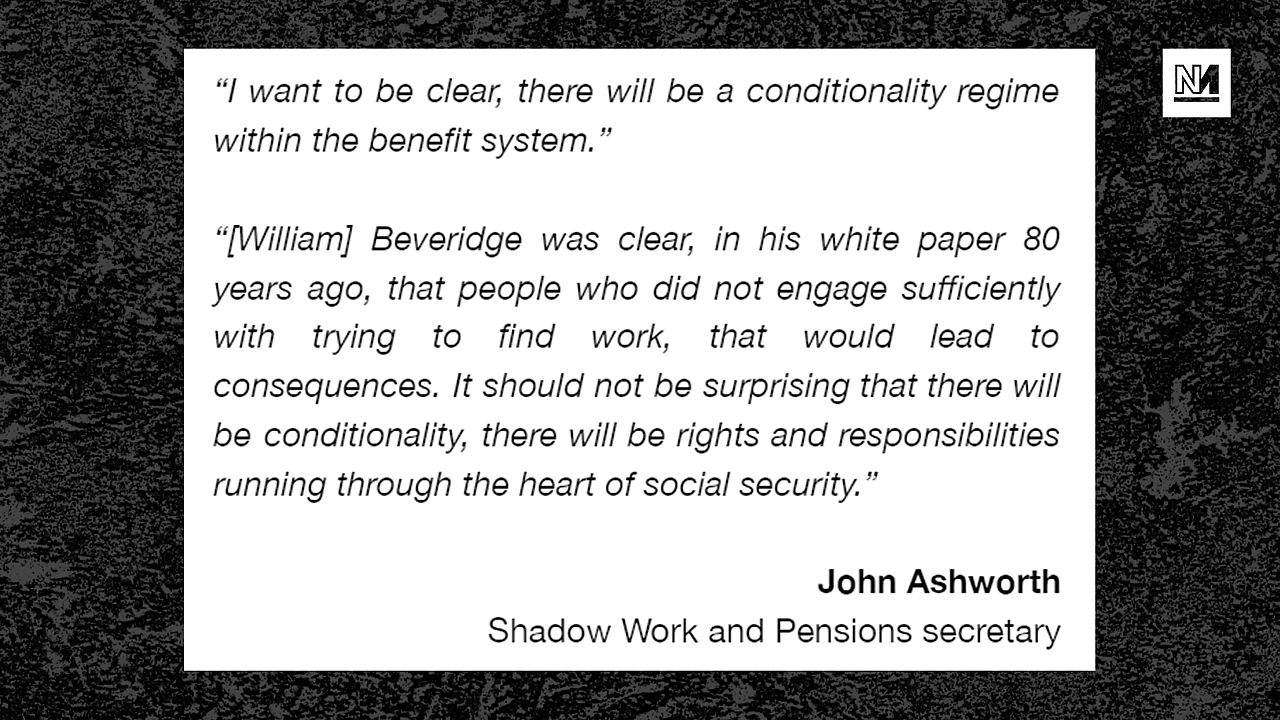 “I want to be clear, there will be a conditionality regime
within the benefit system.”
“[William] Beveridge was clear, in his white paper 80
years ago, that people who did not engage sufficiently
with trying to find work, that would lead to
consequences. It should not be surprising that there will
be conditionality, there will be rights and responsibilities
running through the heart of social security.”
John Ashworth
Shadow Work and Pensions secretary
NM